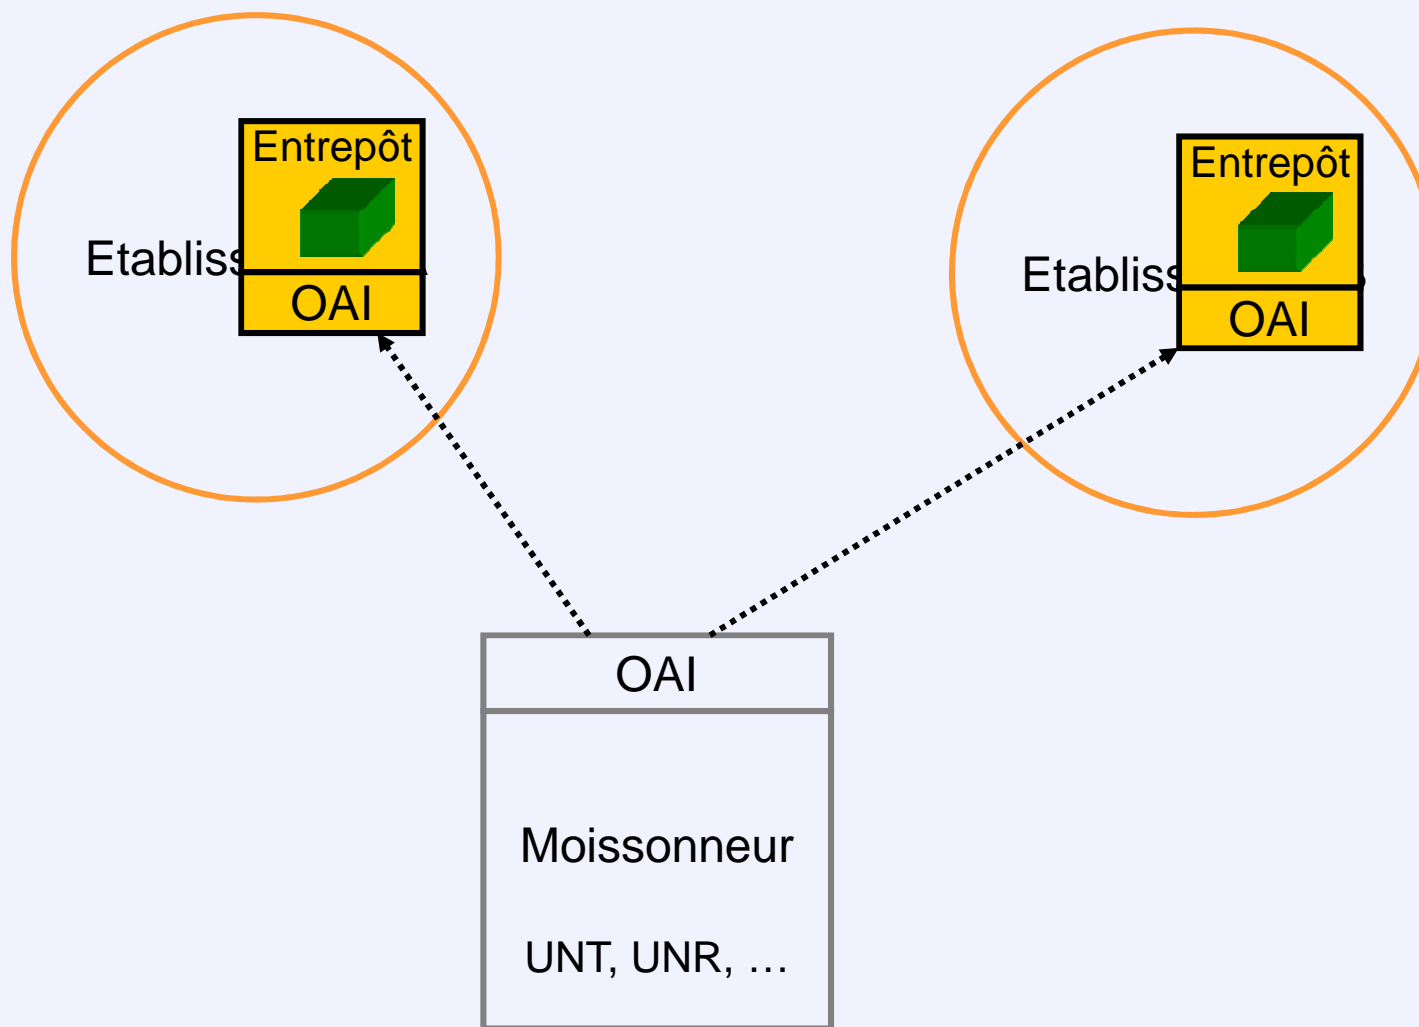 Entrepôt
Etabliss
OAI
Entrepôt
Etabliss
OAI
OAI
Moissonneur
UNT, UNR, …